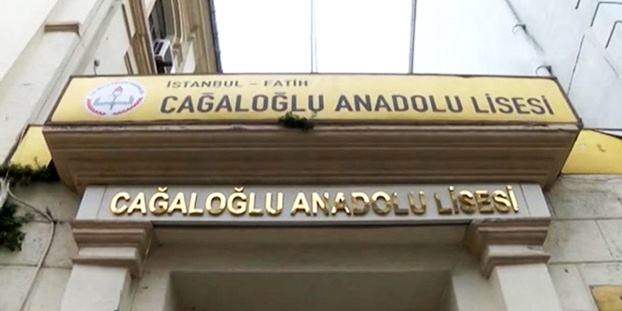 İSTANBUL - FATİH
CAĞALOĞLU ANADOLU LİSESİ
CAĞALOĞLU ANADOLU LİSESİ